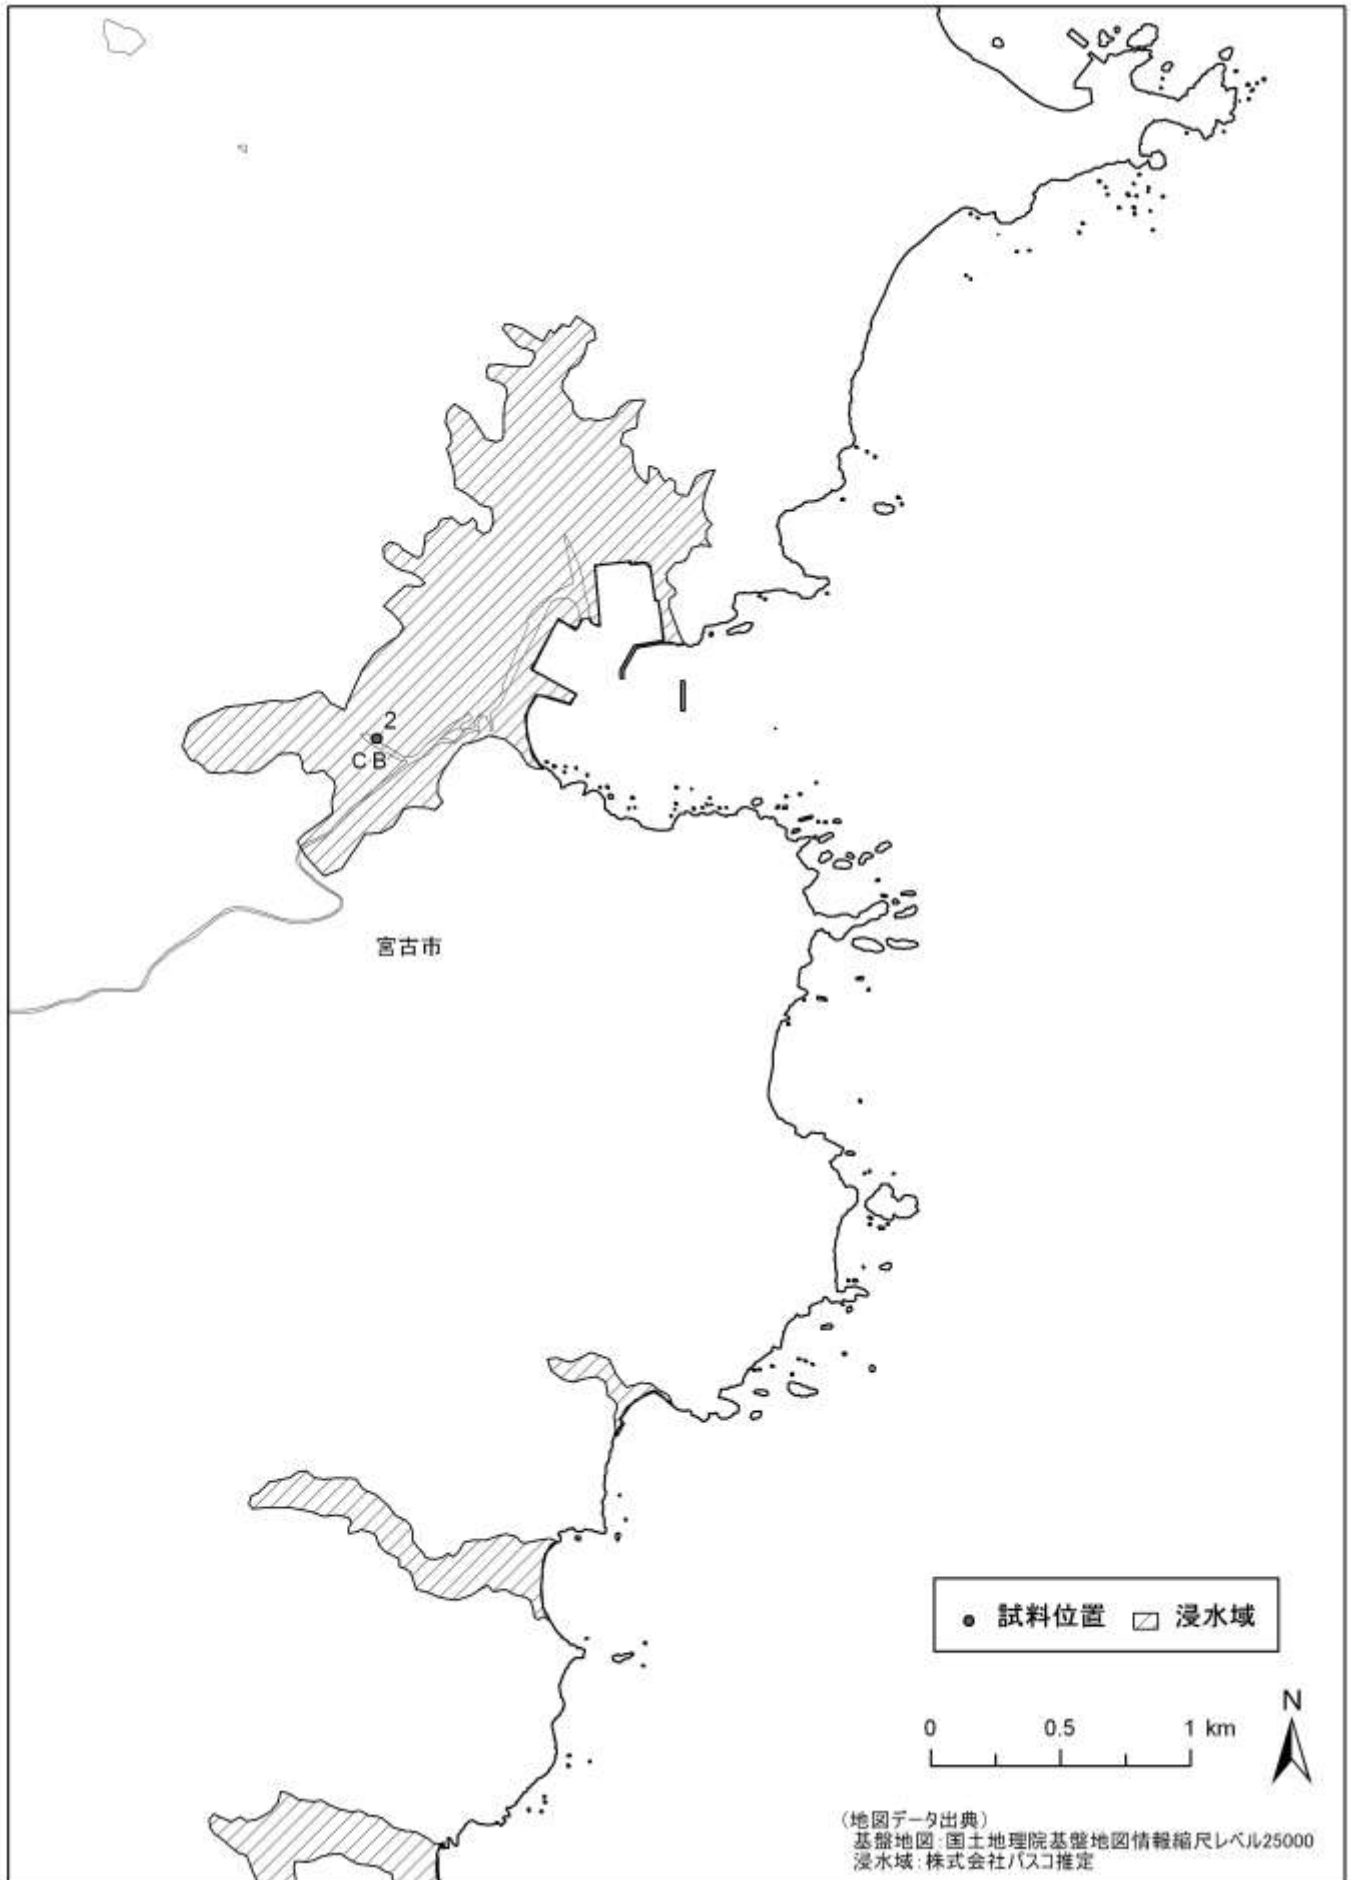 2
CB
宮古市
試料位置 浸水域
N
0 0.5 1 km
(地図データ出典)
基盤地図:国土地理院基盤地図情報縮尺レベル25000
浸水域:株式会社パスコ推定